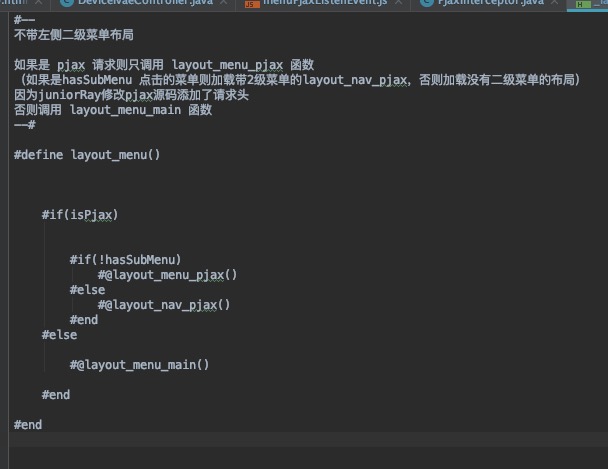 DeviceNaeController.java
menuPjaxListenEvent.js
PjaxInterceptor.java
#--
不带左侧二级菜单布局
如果是 pjax 请求则只调用 layout_menu_pjax 函数
（如果是hasSubMenu 点击的菜单则加载带2级菜单的layout_nav_pjax，否则加载没有二级菜单的布局）
因为juniorRay修改pjax源码添加了请求头
否则调用 layout_menu_main 函数
--#
#define layout_menu()
#if(isPjax)
#if(!hasSubMenu)
#@layout_menu_pjax()
#else
#@layout_nav_pjax()
#end
#else
#@layout_menu_main()
#end
#end